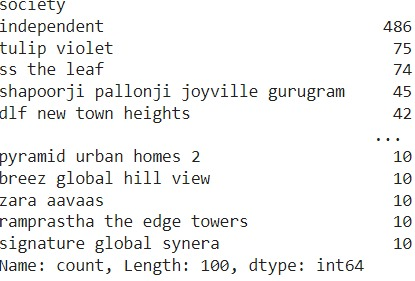 society
independent 486
tulip violet 75
ss the leaf 74
shapoorji pallonji joyville gurugram 45
dlf new town heights 42
...
pyramid urban homes 2 10
breez global hill view 10
zara aavaas 10
ramprastha the edge towers 10
signature global synera 10
Name: count, Length: 100, dtype: int64